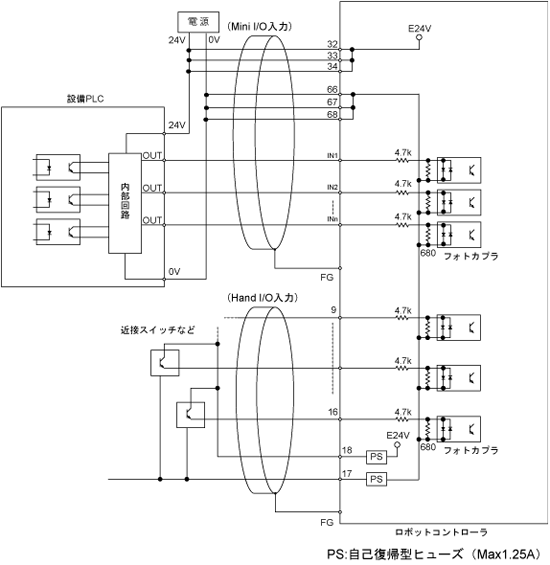 電源
24V
0V
(Mini I/O入力)
32
33
34
E24V
66
67
68
設備PLC
24V
OUT
OUT
OUT
内部回路
0V
IN1
IN2
INn
4.7k
4.7k
4.7k
680
フォトカプラ
FG
(Hand I/O入力)
近接スイッチなど
9
16
4.7k
4.7k
4.7k
680
フォトカプラ
E24V
18
PS
17
PS
FG
ロボットコントローラ
PS:自己復帰型ヒューズ（Max1.25A）